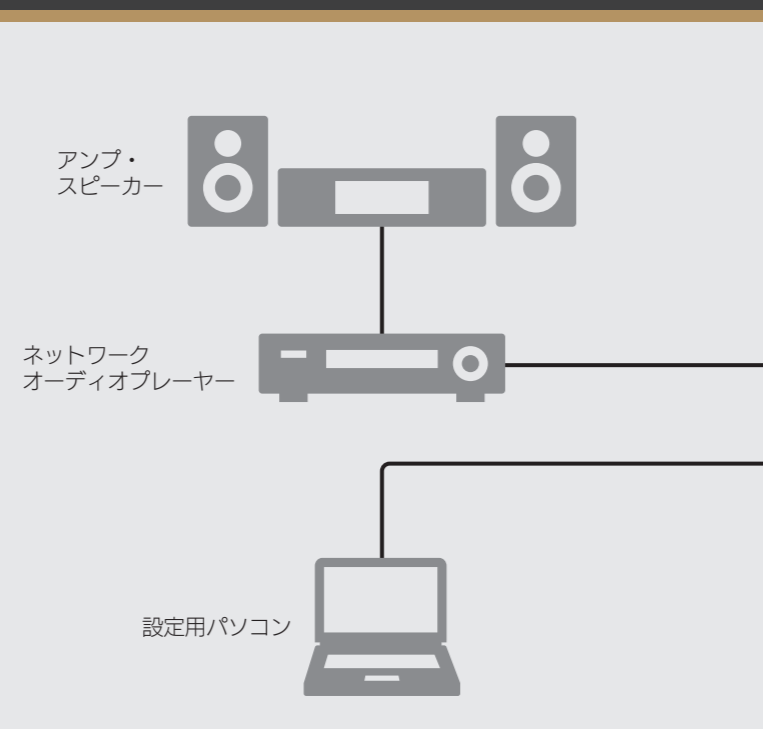 アンプ・
スピーカー
ネットワーク
オーディオプレーヤー
設定用パソコン